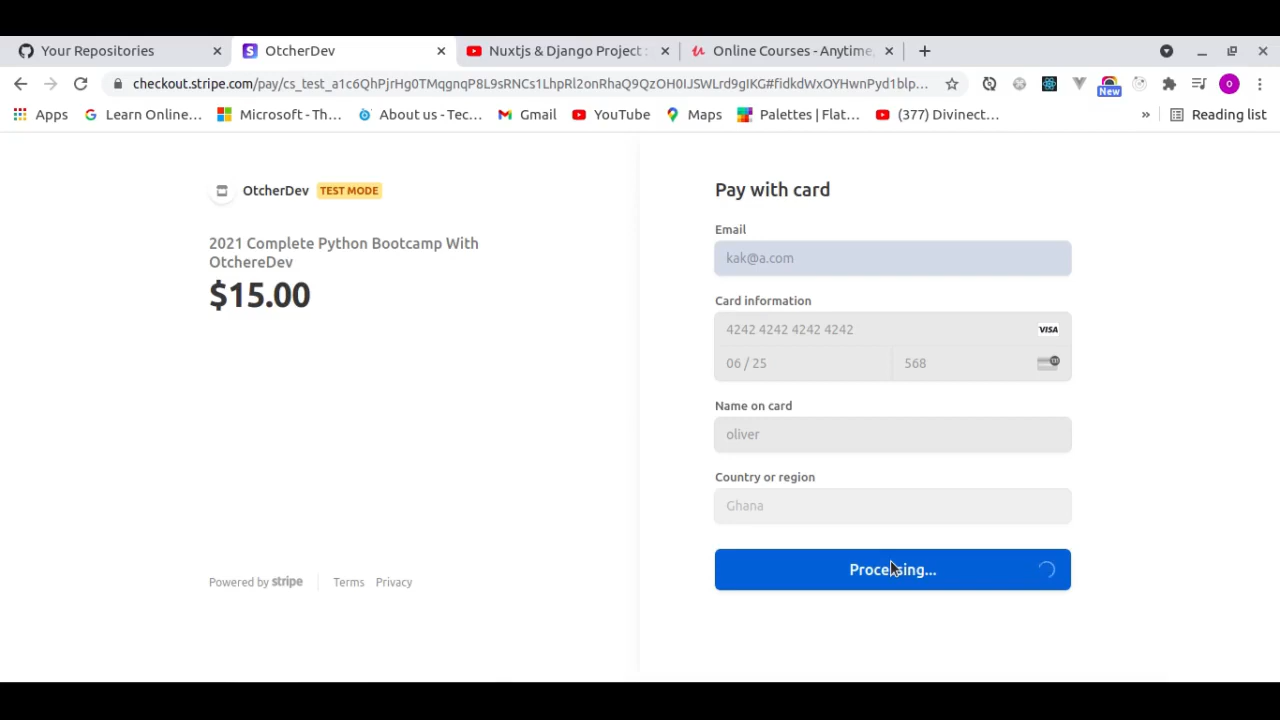 Your Repositories
OtcherDev
Nuxtjs & Django Project :
Online Courses - Anytime,
checkout.stripe.com/pay/cs_test_a1c6QhPjrHg0TMqgnqP8L9sRNCs1LhpRl2onRhaQ9QzOH0IJSWLrd9gIKG#fidkdWxOYHwnPyd1blp...
New
o
Apps
Learn Online...
Microsoft - Th...
About us - Tec...
Gmail
YouTube
Maps
Palettes | Flat...
(377) Divinect...
»
Reading list
OtcherDev
TEST MODE
2021 Complete Python Bootcamp With
OtchereDev
$15.00
Powered by stripe
Terms
Privacy
Pay with card
Email
kak@a.com
Card information
4242 4242 4242 4242
VISA
06 / 25
568
Name on card
oliver
Country or region
Ghana
Processing...